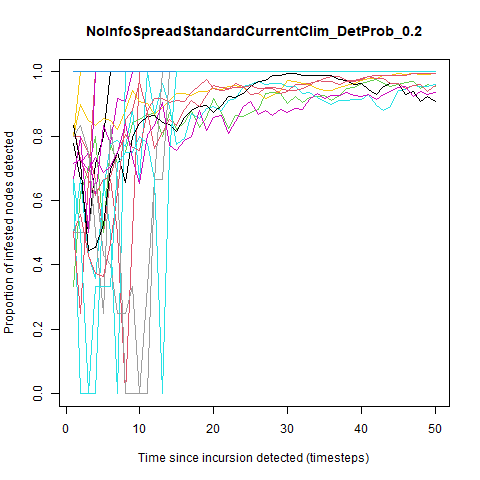 NoInfoSpreadStandardCurrentClim_DetProb_0.2
Proportion of infested nodes detected
1.0
0.8
0.6
0.4
0.2
0.0
0 10 20 30 40 50
Time since incursion detected (timesteps)